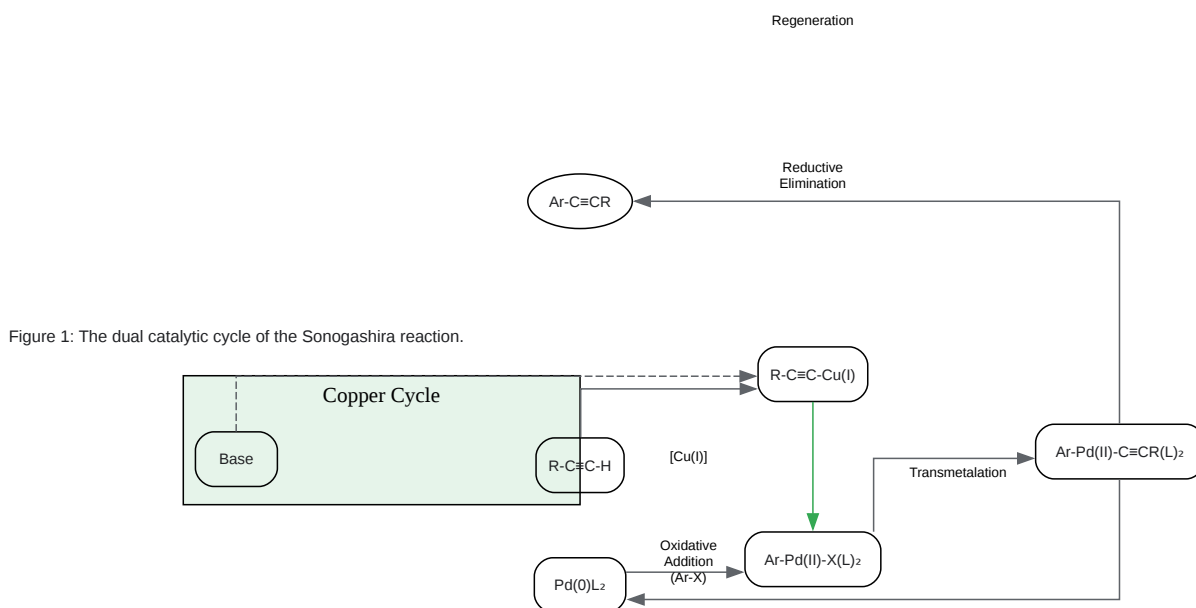 Regeneration
Reductive
Elimination
Ar-C≡CR
Figure 1: The dual catalytic cycle of the Sonogashira reaction.
R-C≡C-Cu(I)
Copper Cycle
Base
R-C≡C-H
[Cu(I)]
Ar-Pd(II)-C≡CR(L)₂
Transmetalation
Oxidative
Addition
(Ar-X)
Ar-Pd(II)-X(L)₂
Pd(0)L₂